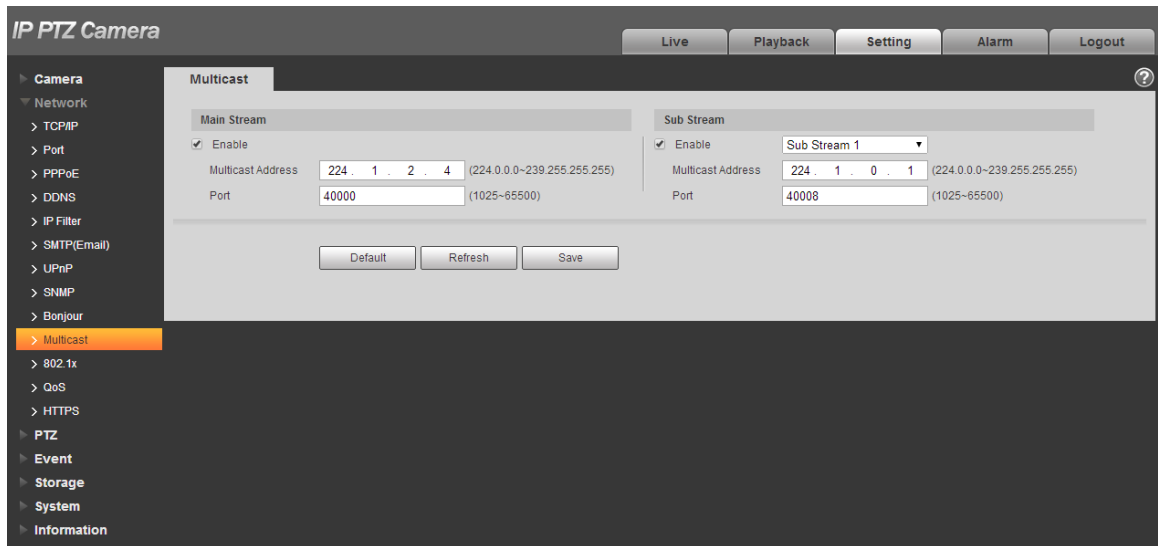 IP PTZ Camera
Live Playback Setting Alarm Logout
Camera
Network
TCP/IP
Port
PPPoE
DDNS
IP Filter
SMTP(Email)
UPnP
SNMP
Bonjour
Multicast
802.1x
QoS
HTTPS
PTZ
Event
Storage
System
Information
Multicast ?
Main Stream
Enable
Multicast Address 224 . 1 . 2 . 4 (224.0.0.0~239.255.255.255)
Port 40000 (1025~65500)
Sub Stream
Enable Sub Stream 1
Multicast Address 224 . 1 . 0 . 1 (224.0.0.0~239.255.255.255)
Port 40008 (1025~65500)
Default Refresh Save